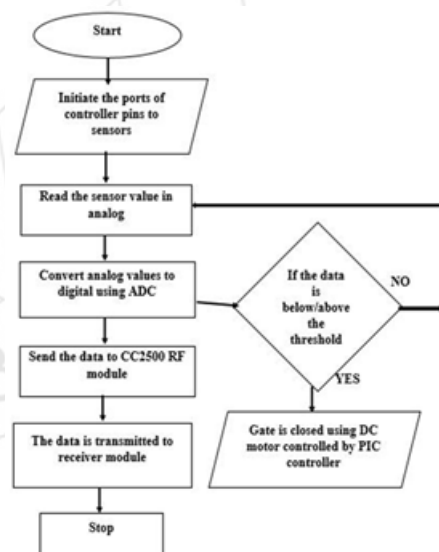 Start
Initiate the ports of
controller pins to
sensors
Read the sensor value in
analog
Convert analog values to
digital using ADC
If the data
is
below/above
the
threshold
NO
YES
Send the data to CC2500 RF
module
Gate is closed using DC
motor controlled by PIC
controller
The data is transmitted to
receiver module
Stop